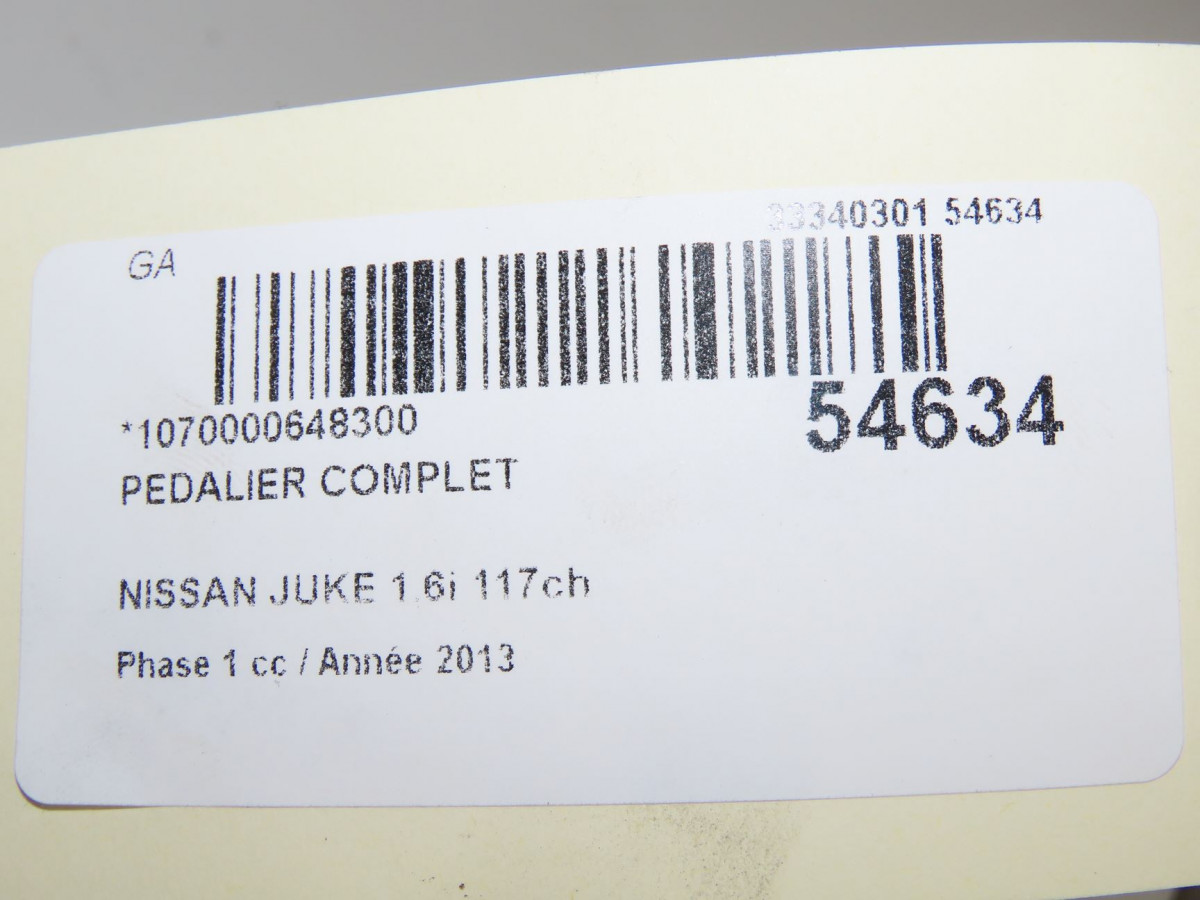 33340301 54634
GA
*1070000648300
54634
PEDALIER COMPLET
NISSAN JUKE 1.6i 117ch
Phase 1 cc / Année 2013